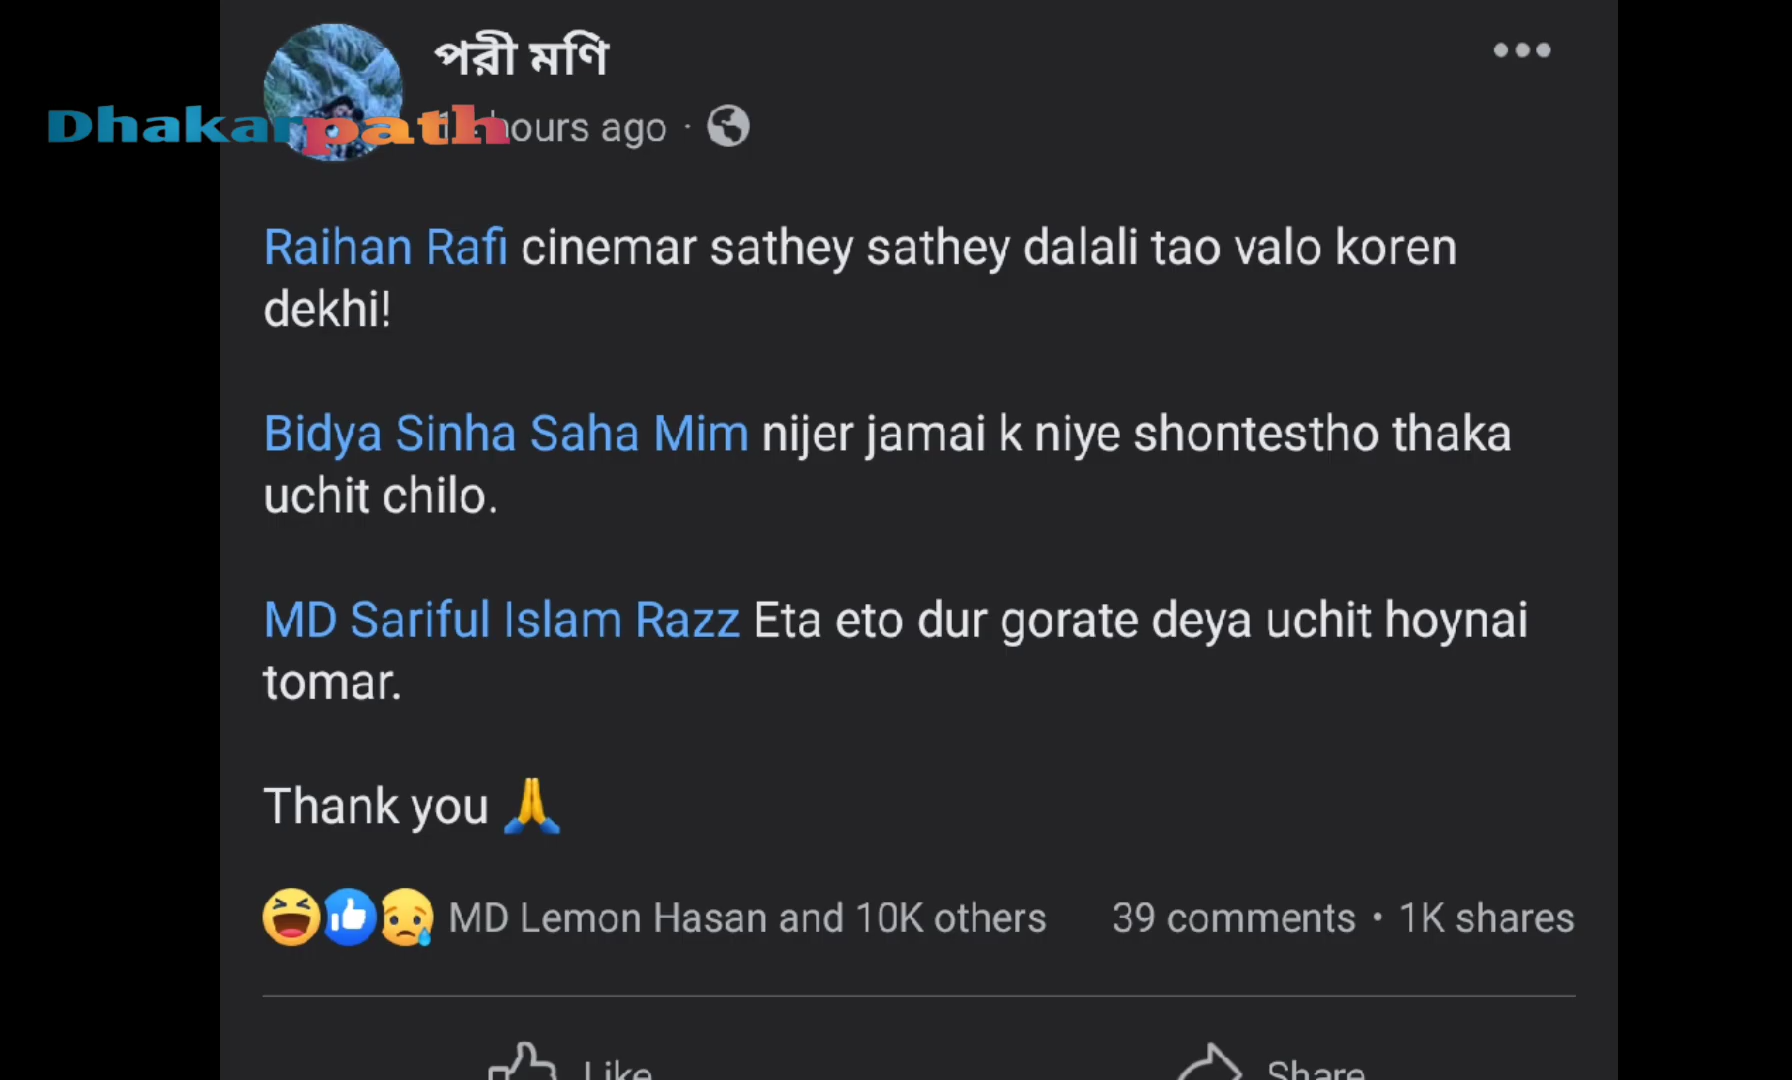 পরী মণি
Dhakarpath
hours ago ·
Raihan Rafi cinemar sathey sathey dalali tao valo koren
dekhi!
Bidya Sinha Saha Mim nijer jamai k niye shontestho thaka
uchit chilo.
MD Sariful Islam Razz Eta eto dur gorate deya uchit hoynai
tomar.
Thank you 🙏
MD Lemon Hasan and 10K others 39 comments • 1K shares
Like Share